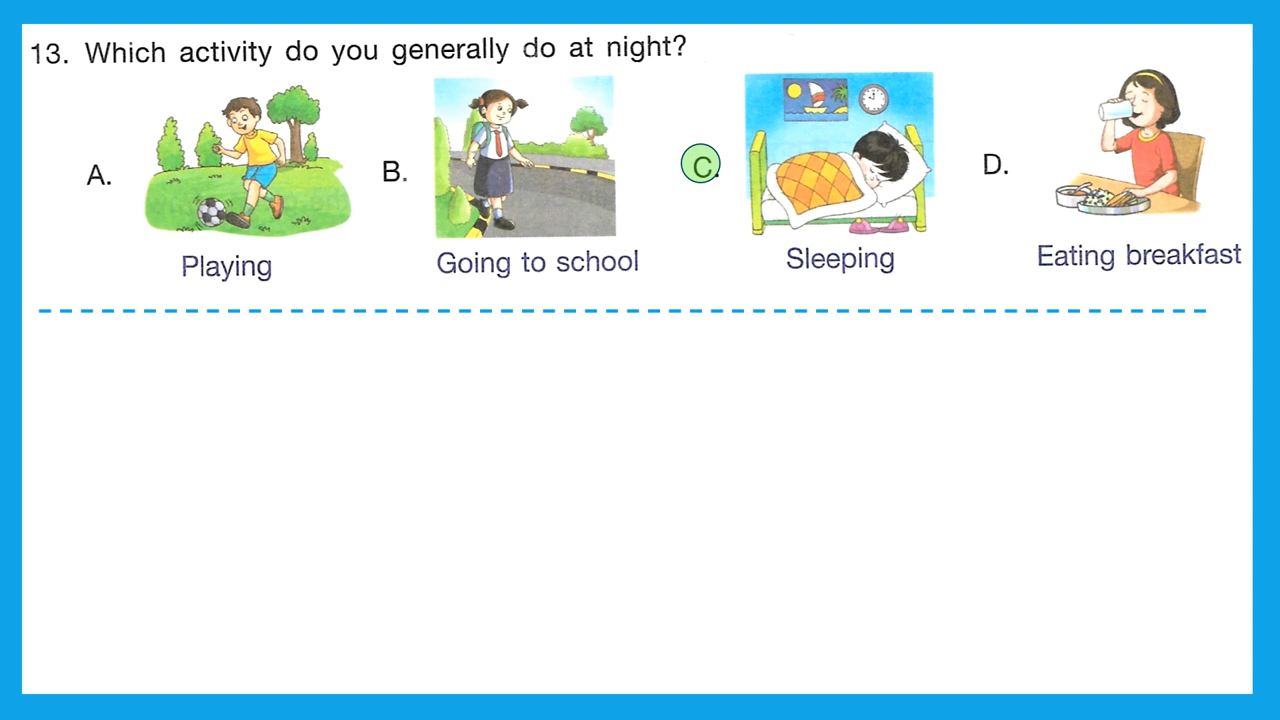 13. Which activity do you generally do at night?
A.
B.
C.
D.
Playing
Going to school
Sleeping
Eating breakfast